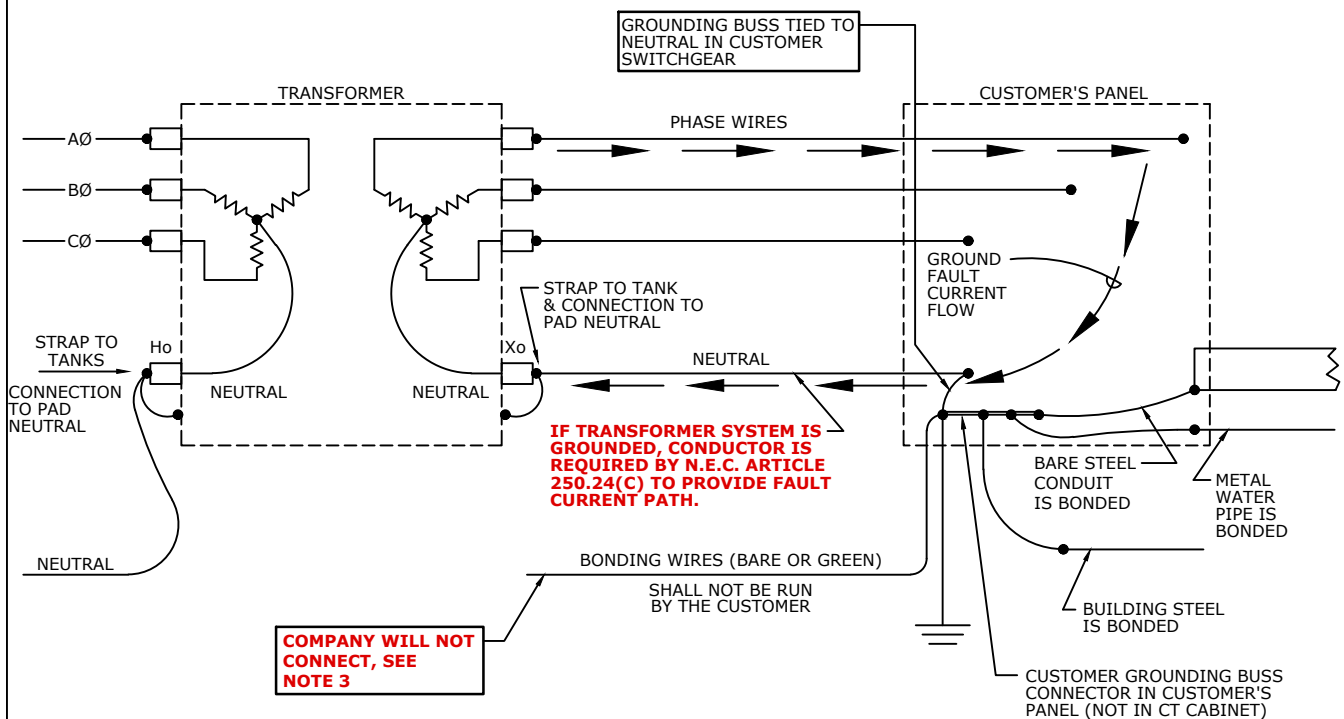 GROUNDING BUSS TIED TO
NEUTRAL IN CUSTOMER
SWITCHGEAR
TRANSFORMER
CUSTOMER'S PANEL
AØ
BØ
CØ
PHASE WIRES
GROUND
FAULT
CURRENT
FLOW
STRAP TO TANK
& CONNECTION TO
PAD NEUTRAL
STRAP TO
TANKS
CONNECTION
TO PAD
NEUTRAL
Ho
NEUTRAL
Xo
NEUTRAL
NEUTRAL
IF TRANSFORMER SYSTEM IS
GROUNDED, CONDUCTOR IS
REQUIRED BY N.E.C. ARTICLE
250.24(C) TO PROVIDE FAULT
CURRENT PATH.
BARE STEEL
CONDUIT
IS BONDED
METAL
WATER
PIPE IS
BONDED
NEUTRAL
BONDING WIRES (BARE OR GREEN)
SHALL NOT BE RUN
BY THE CUSTOMER
BUILDING STEEL
IS BONDED
COMPANY WILL NOT
CONNECT, SEE
NOTE 3
CUSTOMER GROUNDING BUSS
CONNECTOR IN CUSTOMER'S
PANEL (NOT IN CT CABINET)